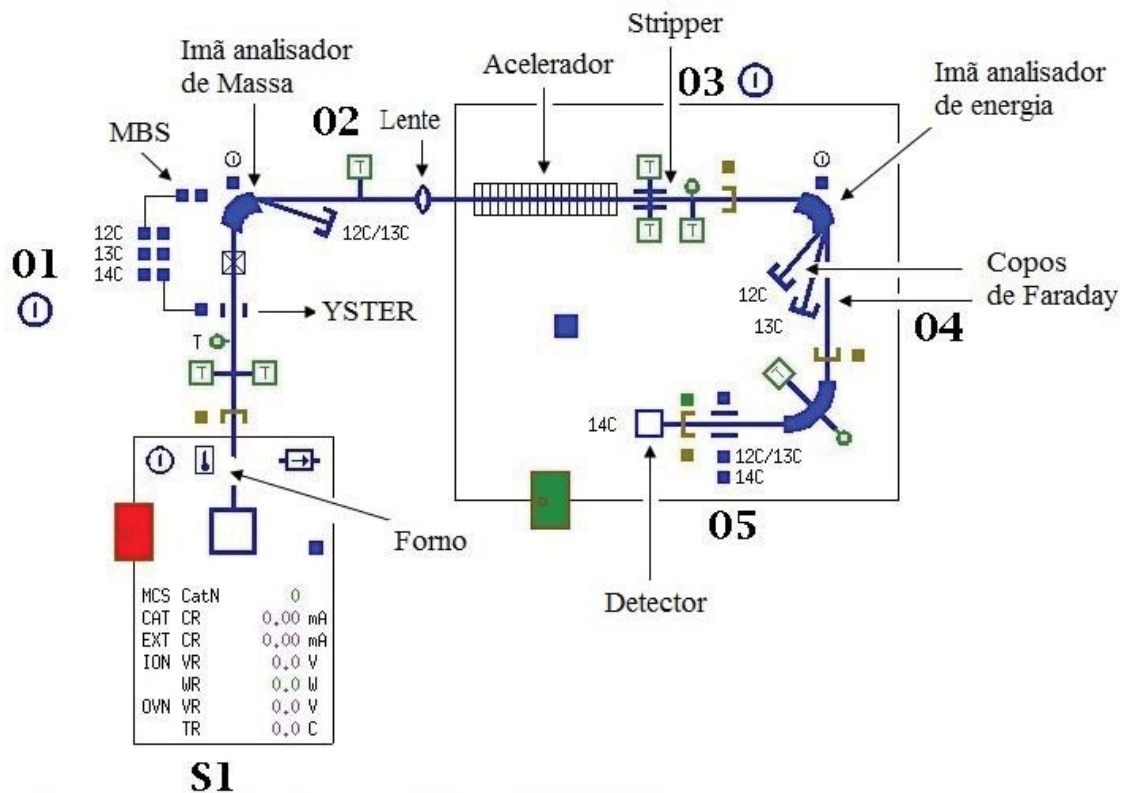 Stripper
Imã analisador
de Massa
Acelerador
03
Imã analisador
de energia
MBS
02
Lente
T
12C/13C
12C
13C
14C
01
T
T
T
YSTER
T
T
T
Copos
de Faraday
12C
13C
04
T
14C
12C/13C
14C
05
Forno
Detector
MCS CatN 0
CAT CR 0,00 mA
EXT CR 0,00 mA
ION VR 0,0 V
WR 0,0 W
OVN VR 0,0 V
TR 0,0 C
S1